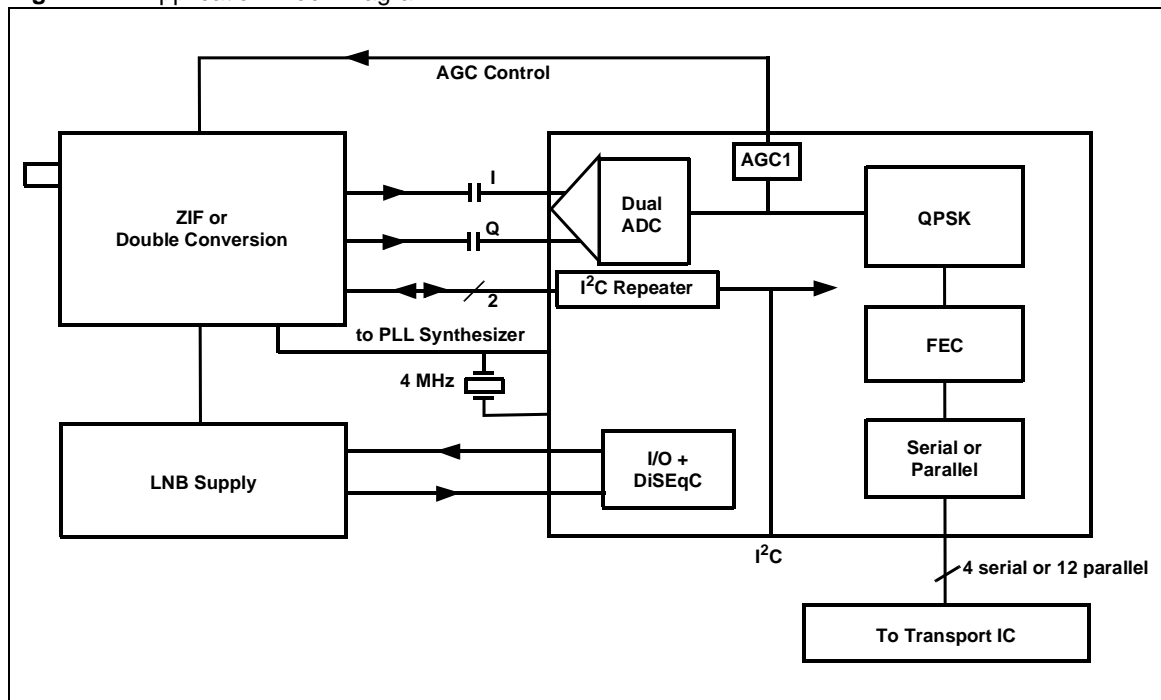 AGC Control
AGC1
I
Dual
ADC
QPSK
ZIF or
Double Conversion
Q
I²C Repeater
2
to PLL Synthesizer
FEC
4 MHz
LNB Supply
I/O +
DiSEqC
Serial or
Parallel
I²C
4 serial or 12 parallel
To Transport IC